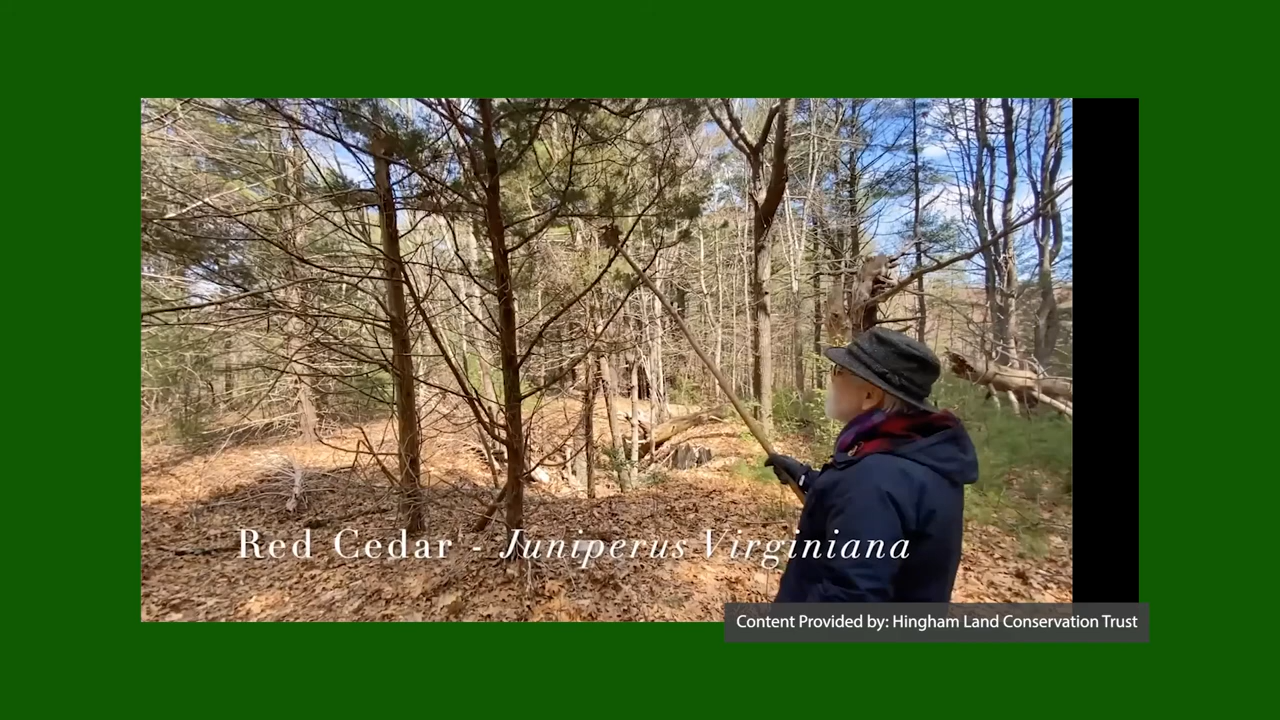 Red Cedar - Juniperus Virginiana
Content Provided by: Hingham Land Conservation Trust